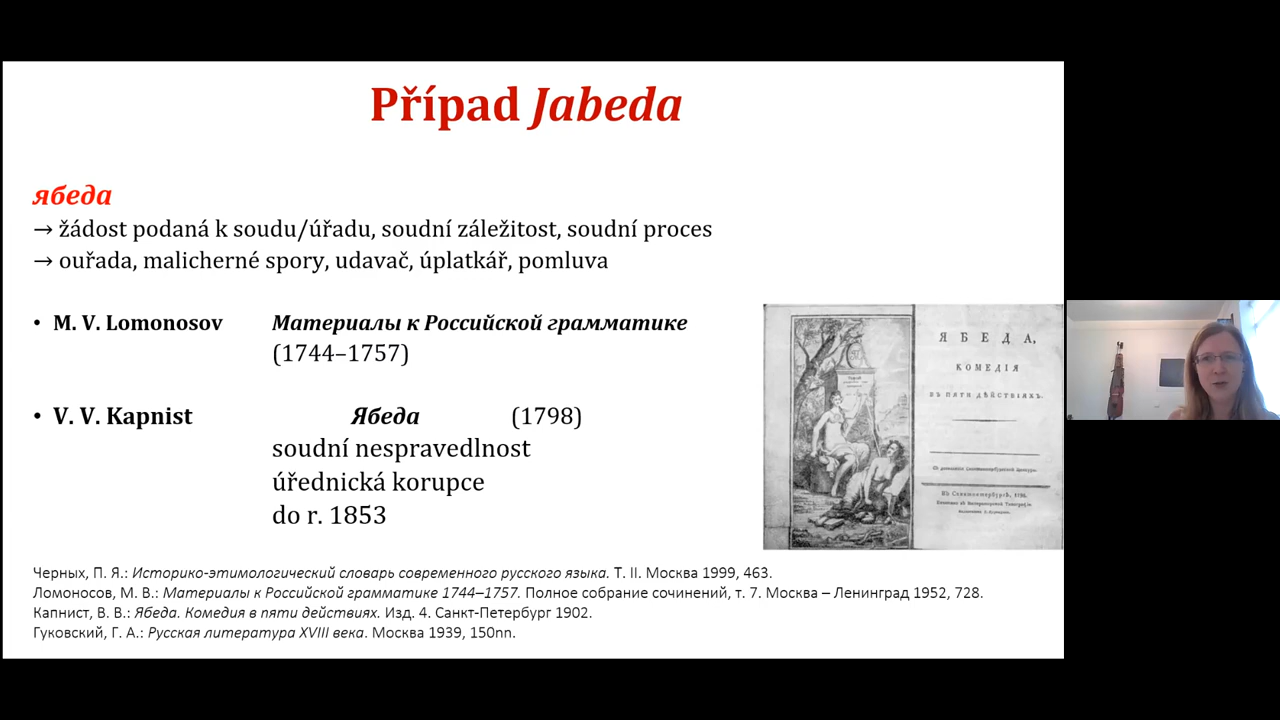 Případ Jabeda
ябеда
→ žádost podaná k soudu/úřadu, soudní záležitost, soudní proces
→ ouřada, malicherné spory, udavač, úplatkář, pomluva
• M. V. Lomonosov Материалы к Российской грамматике
(1744–1757)
• V. V. Kapnist Ябеда (1798)
soudní nespravedlnost
úřednická korupce
do r. 1853
ЯБЕДА,
КОМЕДІЯ
ВЪ ПЯТИ ДѢЙСТВІЯХЪ.
Въ Санктпетербургѣ, 1798.
Черных, П. Я.: Историко-этимологический словарь современного русского языка. Т. II. Москва 1999, 463.
Ломоносов, М. В.: Материалы к Российской грамматике 1744–1757. Полное собрание сочинений, т. 7. Москва – Ленинград 1952, 728.
Капнист, В. В.: Ябеда. Комедия в пяти действиях. Изд. 4. Санкт-Петербург 1902.
Гуковский, Г. А.: Русская литература XVIII века. Москва 1939, 150nn.